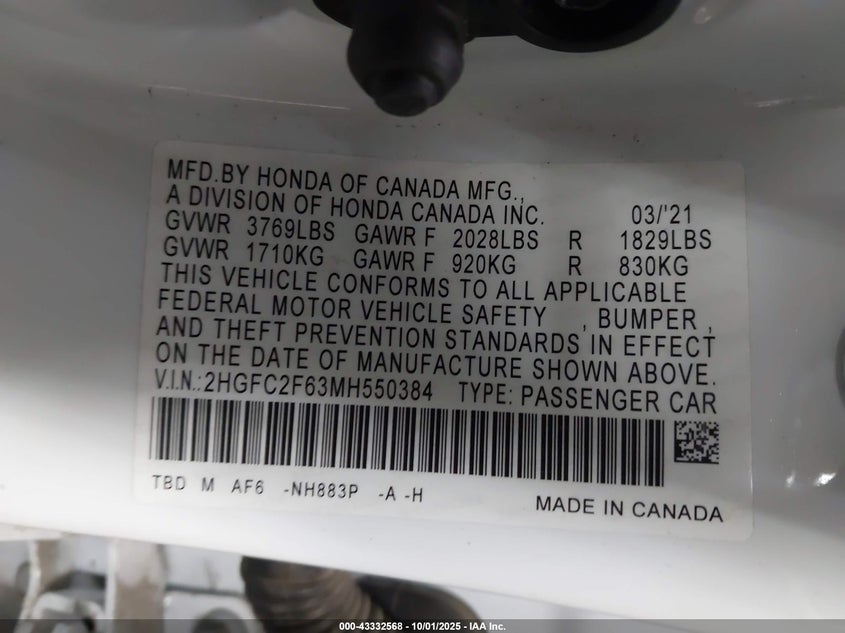 MFD.BY HONDA OF CANADA MFG.,
A DIVISION OF HONDA CANADA INC. 03/'21
GVWR 3769LBS GAWR F 2028LBS R 1829LBS
GVWR 1710KG GAWR F 920KG R 830KG
THIS VEHICLE CONFORMS TO ALL APPLICABLE
FEDERAL MOTOR VEHICLE SAFETY , BUMPER ,
AND THEFT PREVENTION STANDARDS IN EFFECT
ON THE DATE OF MANUFACTURE SHOWN ABOVE.
V.I.N.:2HGFC2F63MH550384 TYPE: PASSENGER CAR
TBD M AF6 -NH883P -A -H
MADE IN CANADA
000-43332568 - 10/01/2025 - IAA Inc.